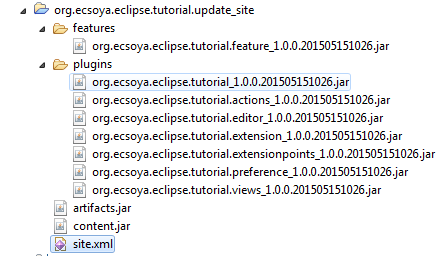 org.ecsoya.eclipse.tutorial.update_site
features
org.ecsoya.eclipse.tutorial.feature_1.0.0.201505151026.jar
plugins
org.ecsoya.eclipse.tutorial_1.0.0.201505151026.jar
org.ecsoya.eclipse.tutorial.actions_1.0.0.201505151026.jar
org.ecsoya.eclipse.tutorial.editor_1.0.0.201505151026.jar
org.ecsoya.eclipse.tutorial.extension_1.0.0.201505151026.jar
org.ecsoya.eclipse.tutorial.extensionpoints_1.0.0.201505151026.jar
org.ecsoya.eclipse.tutorial.preference_1.0.0.201505151026.jar
org.ecsoya.eclipse.tutorial.views_1.0.0.201505151026.jar
artifacts.jar
content.jar
site.xml